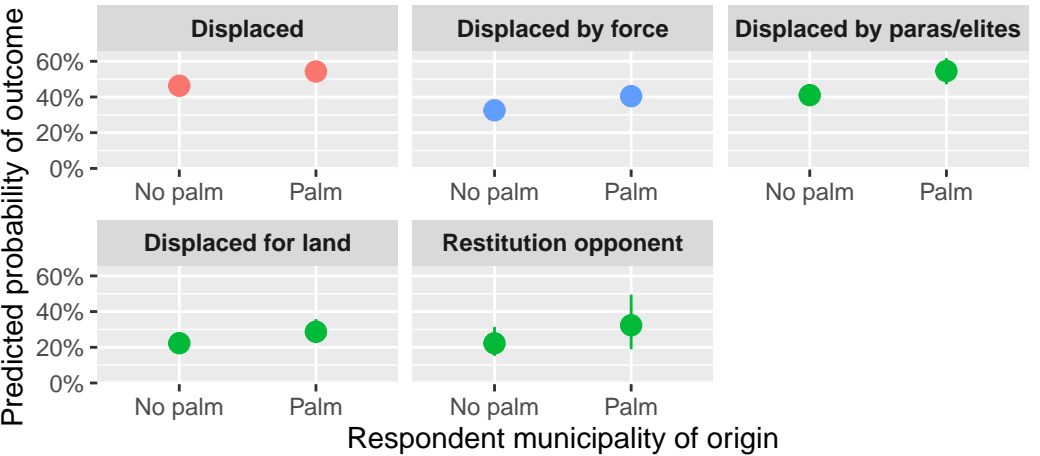 Predicted probability of outcome
Displaced
Displaced by force
Displaced by paras/elites
60%
40%
20%
0%
No palm
Palm
No palm
Palm
No palm
Palm
Displaced for land
Restitution opponent
60%
40%
20%
0%
No palm
Palm
No palm
Palm
Respondent municipality of origin